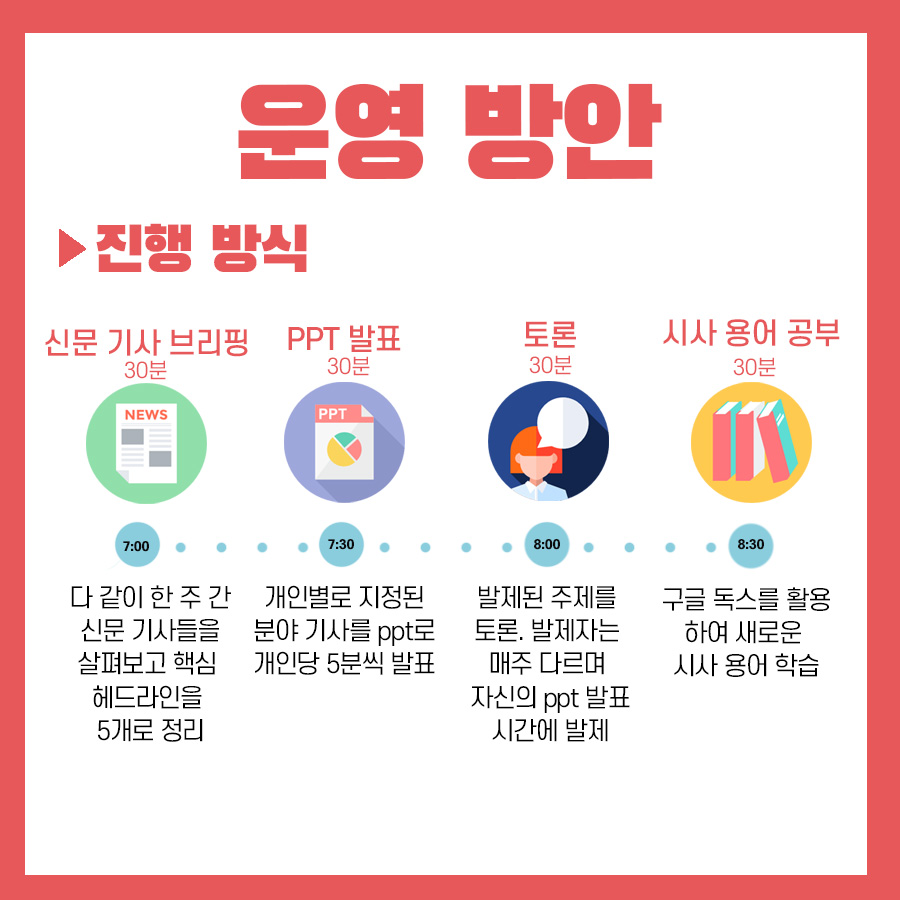 운영 방안
진행 방식
신문 기사 브리핑
30분
NEWS
7:00
다 같이 한 주 간
신문 기사들을
살펴보고 핵심
헤드라인을
5개로 정리
PPT 발표
30분
PPT
7:30
개인별로 지정된
분야 기사를 ppt로
개인당 5분씩 발표
토론
30분
8:00
발제된 주제를
토론. 발제자는
매주 다르며
자신의 ppt 발표
시간에 발제
시사 용어 공부
30분
8:30
구글 독스를 활용
하여 새로운
시사 용어 학습